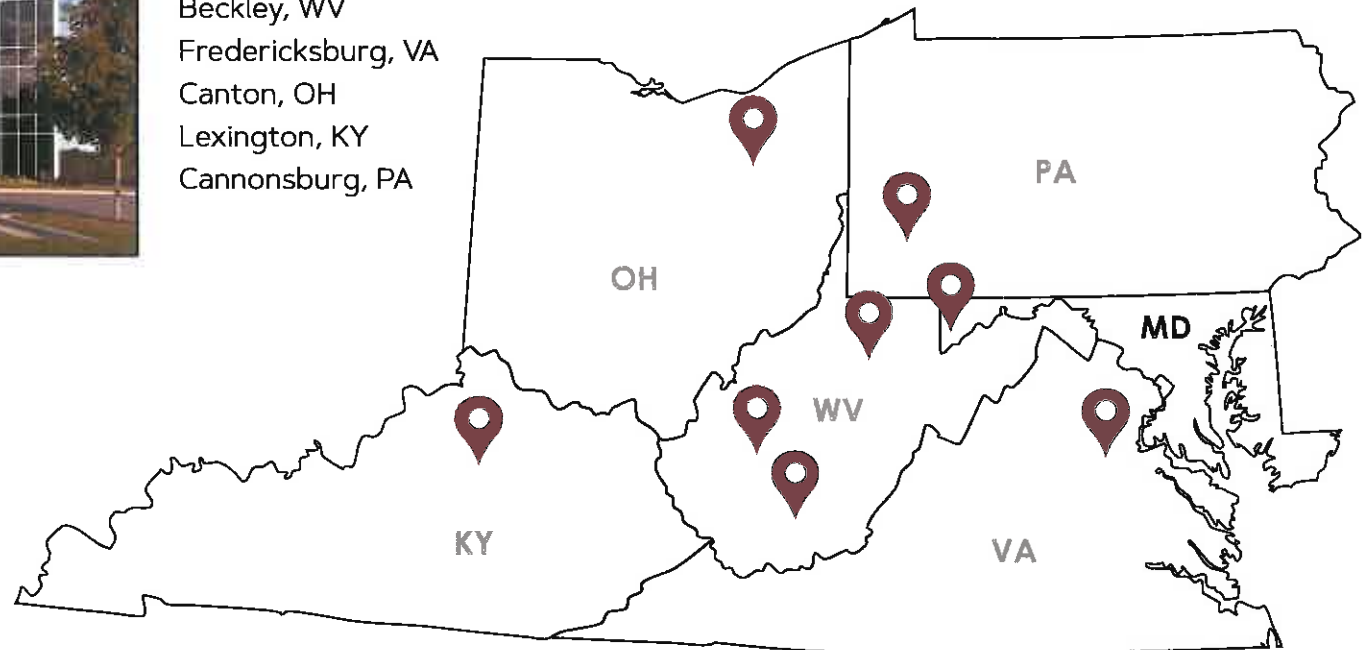 Beckley, WV
Fredericksburg, VA
Canton, OH
Lexington, KY
Cannonsburg, PA
PA
OH
MD
WV
KY
VA